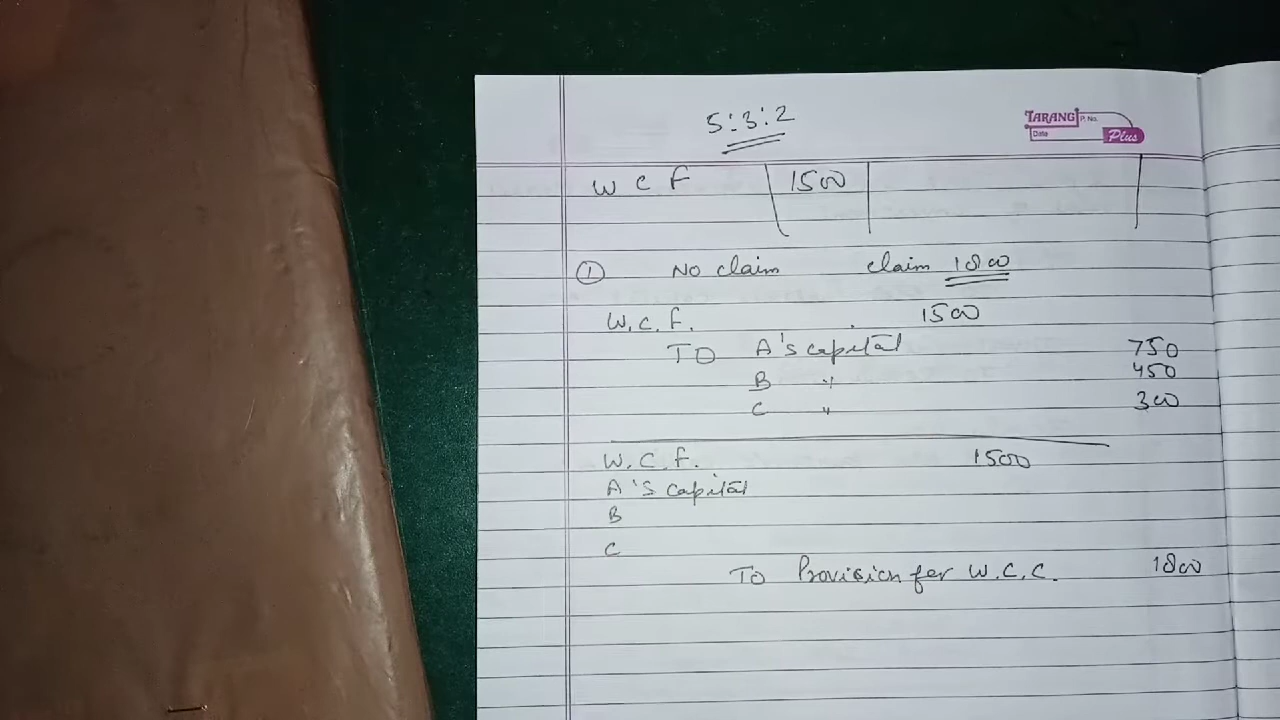 5:3:2
TARANG P. No.
Date Plus
W C F 1500
① No claim claim 1800
W.C.F. 1500
TO A's capital 750
B " 450
C " 300
W.C.F. 1500
A's capital
B
C
TO Provision for W.C.C. 1800